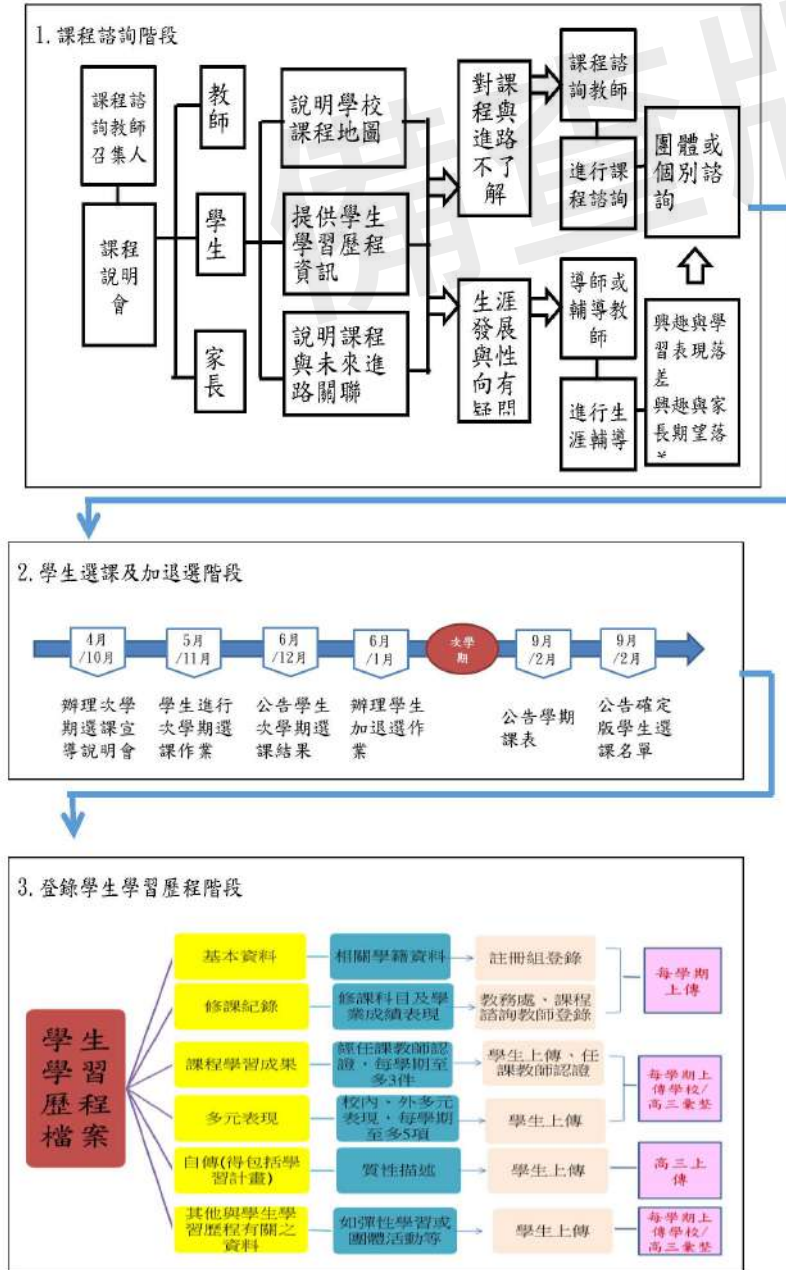 備查版
1. 課程諮詢階段
課程諮
詢教師
召集人
課程
說明
會
教
師
學
生
家
長
說明學校
課程地圖
提供學生
學習歷程
資訊
說明課程
與未來進
路關聯
對課
程與
進路
不了
解
生涯
發展
與性
向有
疑問
課程諮
詢教師
進行課
程諮詢
團體或
個別諮
詢
導師或
輔導教
師
進行生
涯輔導
興趣與學
習表現落
差
興趣與家
長期望落
差
2. 學生選課及加退選階段
4月
/10月
5月
/11月
6月
/12月
6月
/1月
次學
期
9月
/2月
9月
/2月
辦理次學
期選課宣
導說明會
學生進行
次學期選
課作業
公告學生
次學期選
課結果
辦理學生
加退選作
業
公告學期
課表
公告確定
版學生選
課名單
3. 登錄學生學習歷程階段
學生
學習
歷程
檔案
基本資料
相關學籍資料
註冊組登錄
修課紀錄
修課科目及學
業成績表現
教務處、課程
諮詢教師登錄
每學期
上傳
課程學習成果
經任課教師認
證，每學期至
多3件
學生上傳、任
課教師認證
多元表現
校內、外多元
表現，每學期
至多5項
學生上傳
每學期上
傳學校/
高三彙整
自傳(得包括學
習計畫)
質性描述
學生上傳
高三上
傳
其他與學生學
習歷程有關之
資料
如彈性學習或
團體活動等
學生上傳
每學期上
傳學校/
高三彙整